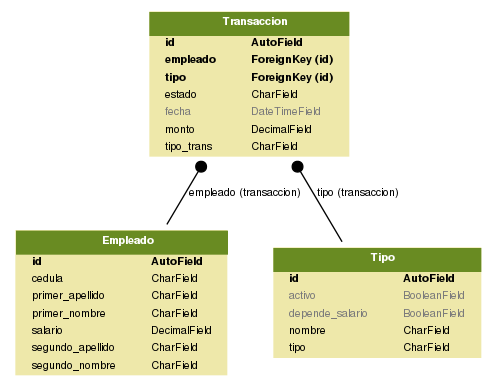 Transaccion
id AutoField
empleado ForeignKey (id)
tipo ForeignKey (id)
estado CharField
fecha DateTimeField
monto DecimalField
tipo_trans CharField
empleado (transaccion)
tipo (transaccion)
Empleado
id AutoField
cedula CharField
primer_apellido CharField
primer_nombre CharField
salario DecimalField
segundo_apellido CharField
segundo_nombre CharField
Tipo
id AutoField
activo BooleanField
depende_salario BooleanField
nombre CharField
tipo CharField